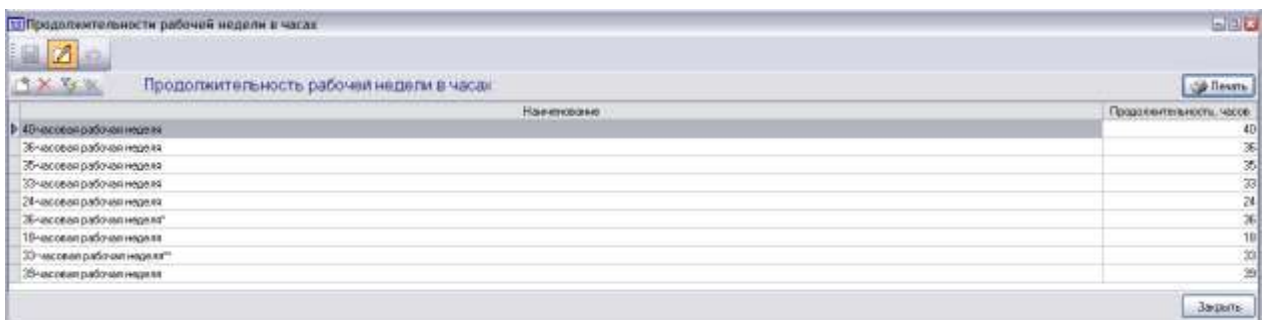 Продолжительности рабочей недели в часах
Продолжительность рабочей недели в часах
Печать
Наименование Продолжительность, часов
40-часовая рабочая неделя 40
36-часовая рабочая неделя 36
35-часовая рабочая неделя 35
33-часовая рабочая неделя 33
24-часовая рабочая неделя 24
36-часовая рабочая неделя* 36
18-часовая рабочая неделя 18
33-часовая рабочая неделя** 33
39-часовая рабочая неделя 39
Закрыть